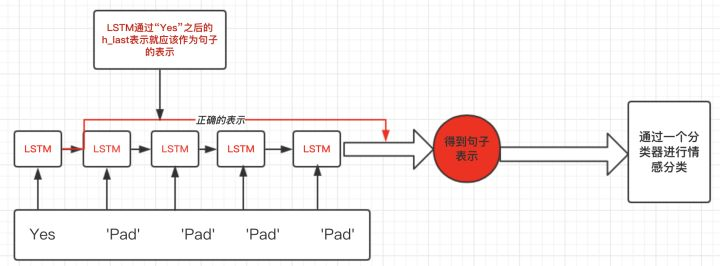 LSTM通过“Yes”之后的
h_last表示就应该作为句子
的表示
正确的表示
LSTM LSTM LSTM LSTM LSTM
得到句子
表示
通过一个分
类器进行情
感分类
Yes 'Pad' 'Pad' 'Pad' 'Pad'